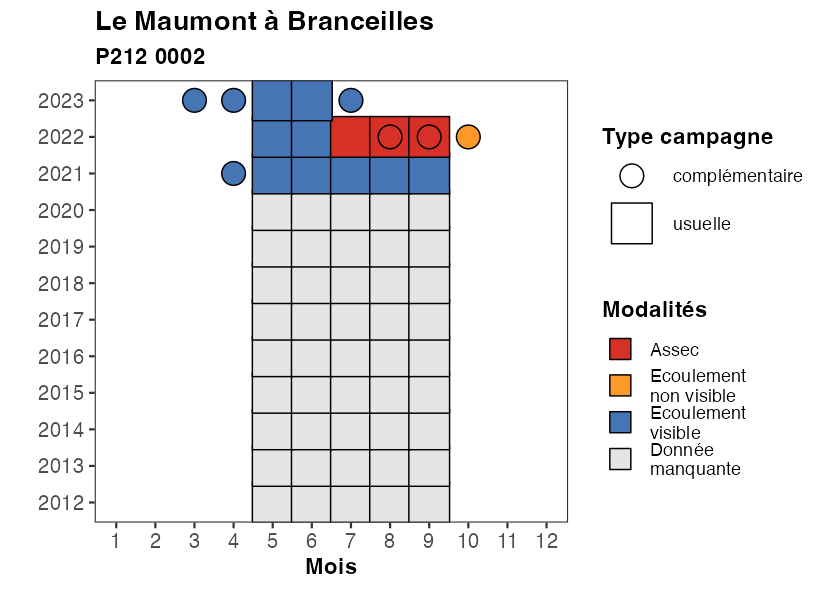 Le Maumont à Branceilles
P212 0002
2023
2022
2021
2020
2019
2018
2017
2016
2015
2014
2013
2012
1 2 3 4 5 6 7 8 9 10 11 12
Mois
Type campagne
complémentaire
usuelle
Modalités
Assec
Ecoulement
non visible
Ecoulement
visible
Donnée
manquante